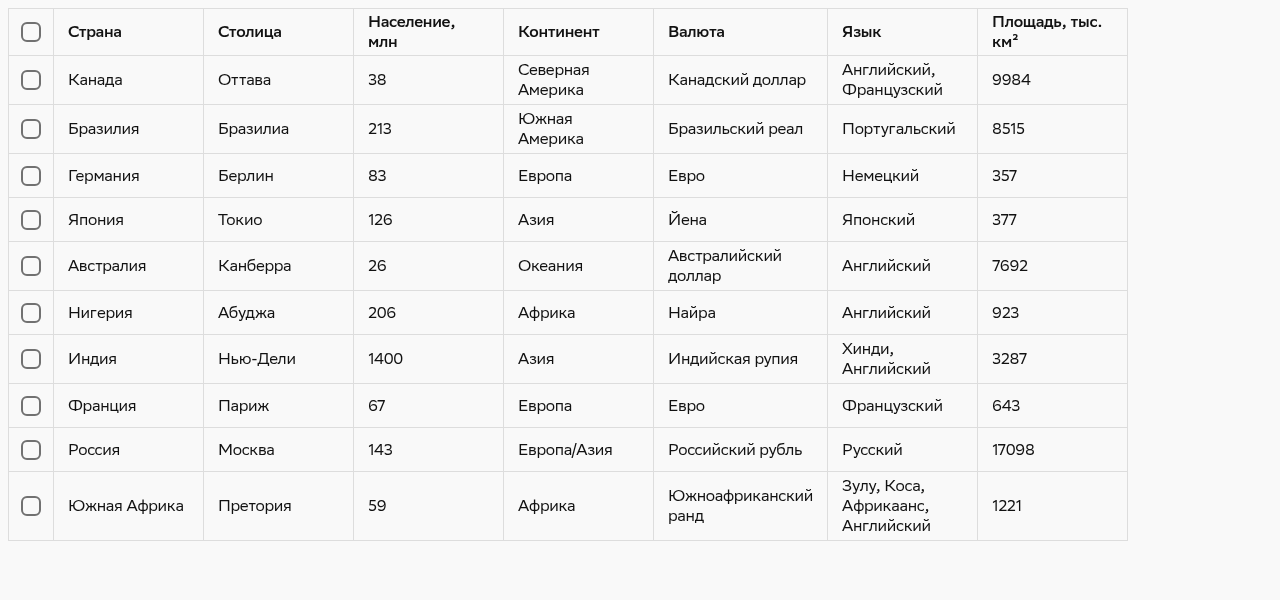 Страна Столица Население, млн Континент Валюта Язык Площадь, тыс. км²
Канада Оттава 38 Северная Америка Канадский доллар Английский, Французский 9984
Бразилия Бразилиа 213 Южная Америка Бразильский реал Португальский 8515
Германия Берлин 83 Европа Евро Немецкий 357
Япония Токио 126 Азия Йена Японский 377
Австралия Канберра 26 Океания Австралийский доллар Английский 7692
Нигерия Абуджа 206 Африка Найра Английский 923
Индия Нью-Дели 1400 Азия Индийская рупия Хинди, Английский 3287
Франция Париж 67 Европа Евро Французский 643
Россия Москва 143 Европа/Азия Российский рубль Русский 17098
Южная Африка Претория 59 Африка Южноафриканский ранд Зулу, Коса, Африкаанс, Английский 1221